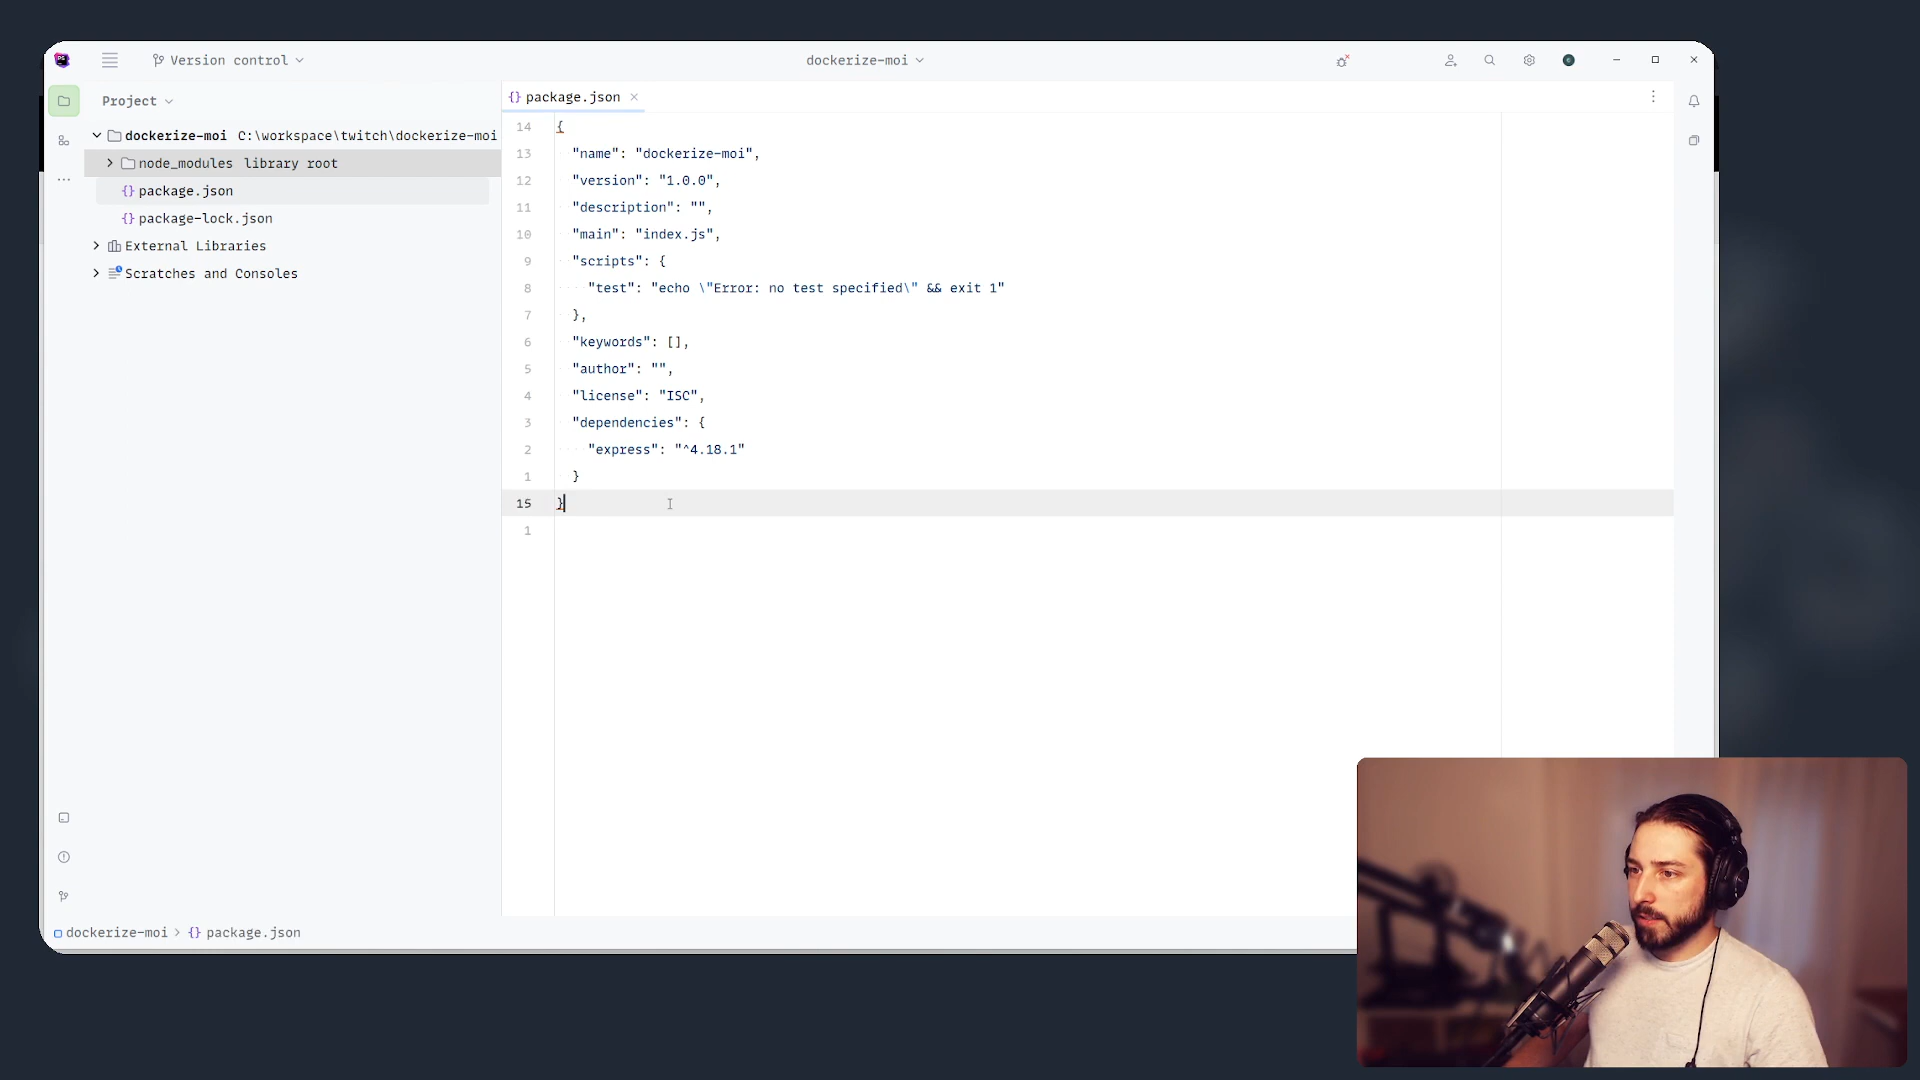 Version control
dockerize-moi
Project
dockerize-moi C:\workspace\twitch\dockerize-moi
node_modules library root
package.json
package-lock.json
External Libraries
Scratches and Consoles
package.json
14 {
13 "name": "dockerize-moi",
12 "version": "1.0.0",
11 "description": "",
10 "main": "index.js",
9 "scripts": {
8 "test": "echo \"Error: no test specified\" && exit 1"
7 },
6 "keywords": [],
5 "author": "",
4 "license": "ISC",
3 "dependencies": {
2 "express": "^4.18.1"
1 }
15 }
1
dockerize-moi > {} package.json